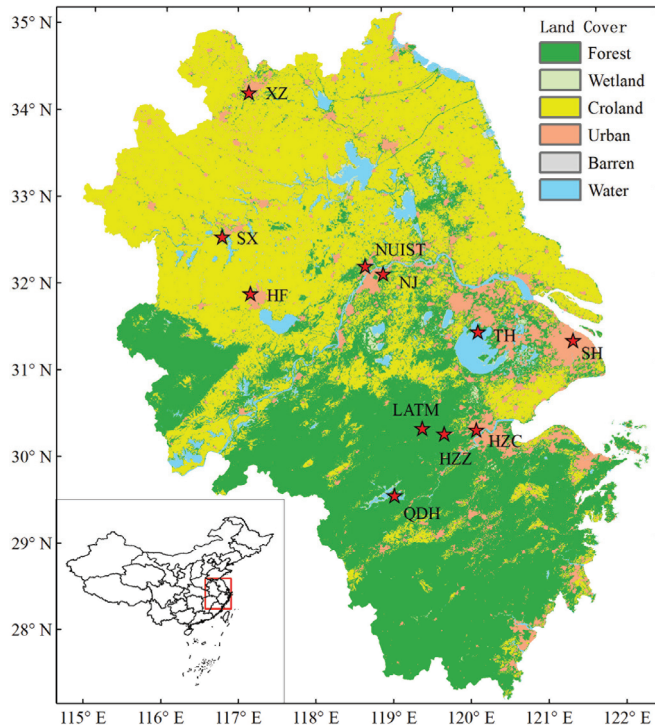 35° N
34° N
33° N
32° N
31° N
30° N
29° N
28° N
Land Cover
Forest
Wetland
Croland
Urban
Barren
Water
XZ
SX
NUIST
NJ
HF
TH
SH
LATM
HZC
HZZ
QDH
115° E 116° E 117° E 118° E 119° E 120° E 121° E 122° E